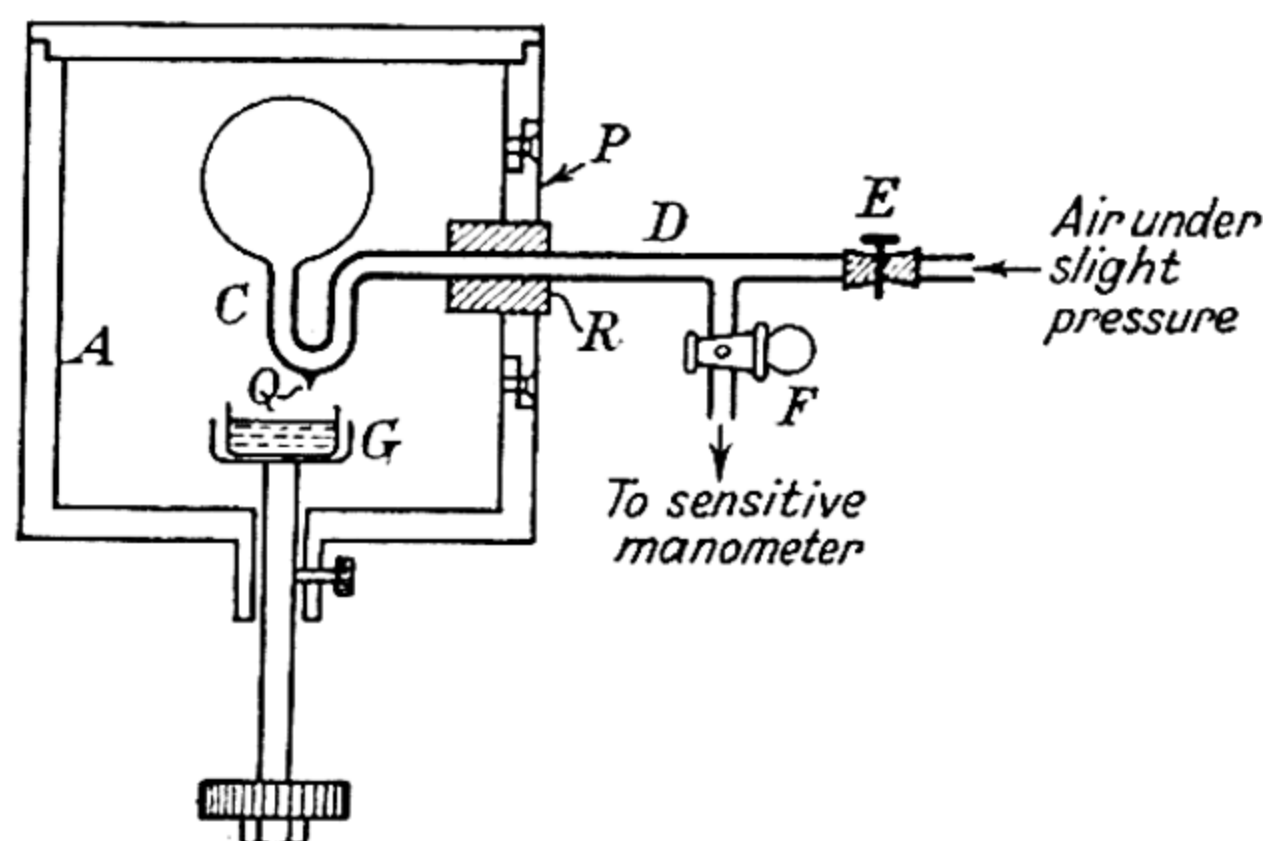 P
E
D
Air under
slight
pressure
C
R
A
Q
F
G
To sensitive
manometer